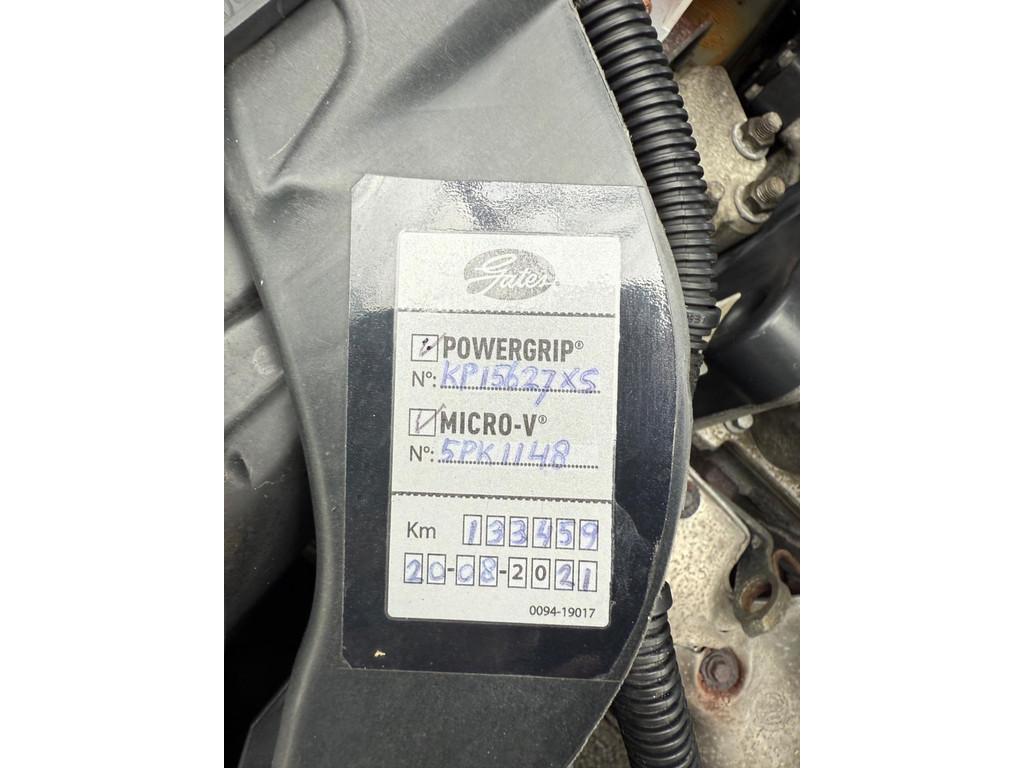 Gates
POWERGRIP®
Nº: KP15627XS
MICRO-V®
Nº: 5PK1148
Km 133459
20-08-2021
0094-19017